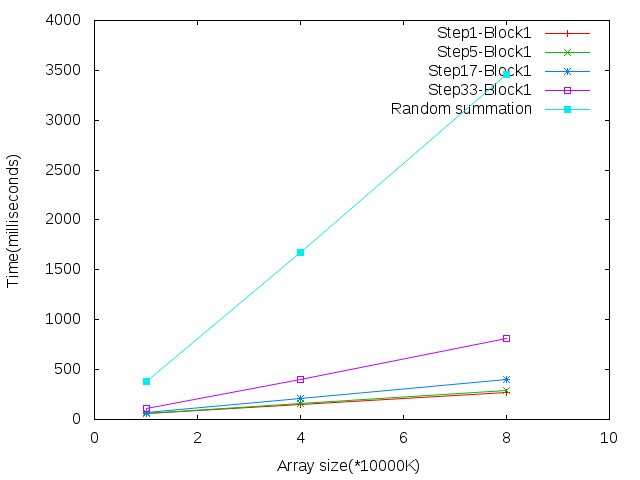 4000
3500
3000
2500
2000
1500
1000
500
0
0 2 4 6 8 10
Time(milliseconds)
Array size(*10000K)
Step1-Block1
Step5-Block1
Step17-Block1
Step33-Block1
Random summation